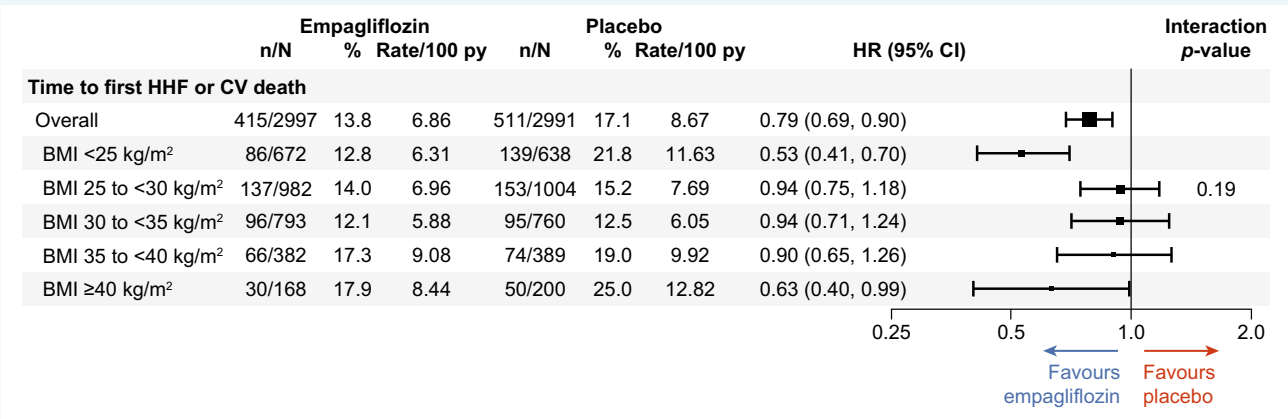 Empagliflozin Placebo Interaction
n/N % Rate/100 py n/N % Rate/100 py HR (95% CI) p-value
Time to first HHF or CV death
Overall 415/2997 13.8 6.86 511/2991 17.1 8.67 0.79 (0.69, 0.90)
BMI <25 kg/m² 86/672 12.8 6.31 139/638 21.8 11.63 0.53 (0.41, 0.70)
BMI 25 to <30 kg/m² 137/982 14.0 6.96 153/1004 15.2 7.69 0.94 (0.75, 1.18) 0.19
BMI 30 to <35 kg/m² 96/793 12.1 5.88 95/760 12.5 6.05 0.94 (0.71, 1.24)
BMI 35 to <40 kg/m² 66/382 17.3 9.08 74/389 19.0 9.92 0.90 (0.65, 1.26)
BMI ≥40 kg/m² 30/168 17.9 8.44 50/200 25.0 12.82 0.63 (0.40, 0.99)
0.25 0.5 1.0 2.0
Favours Favours
empagliflozin placebo